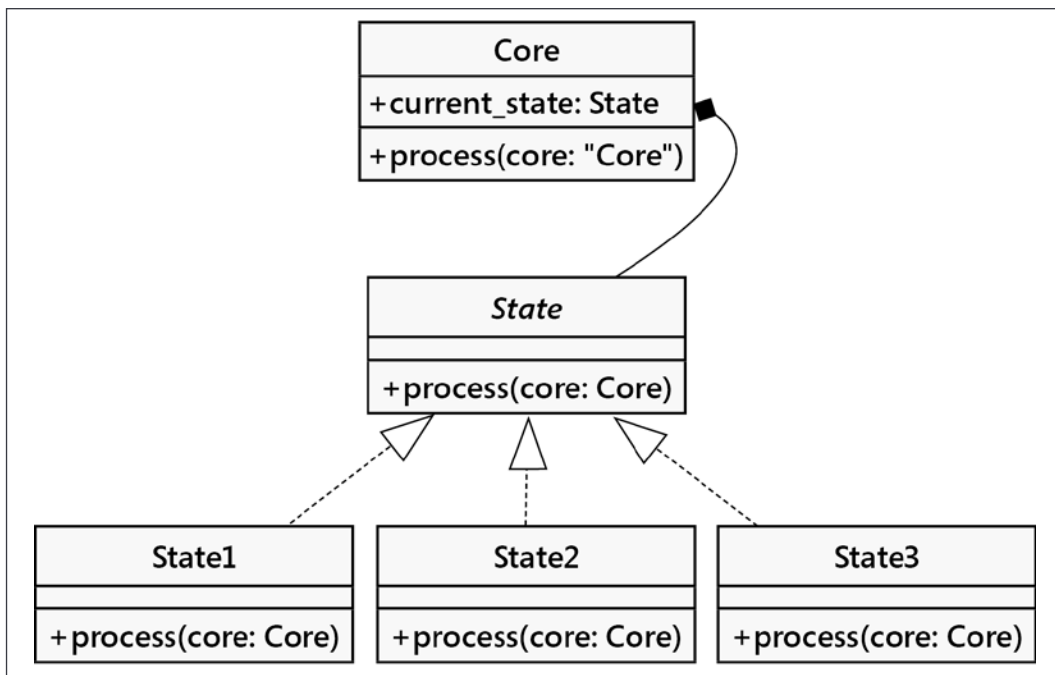 Core
+current_state: State
+process(core: "Core")
State
+process(core: Core)
State1
State2
State3
+process(core: Core)
+process(core: Core)
+process(core: Core)